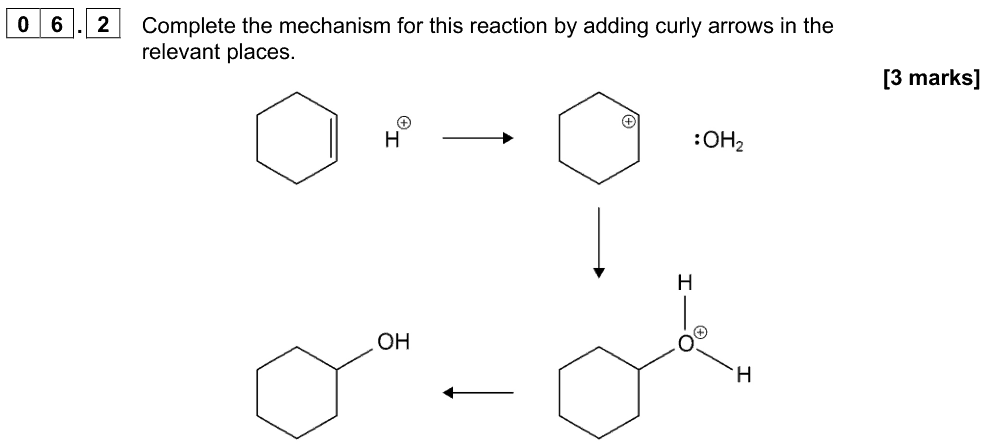 0 6 . 2 Complete the mechanism for this reaction by adding curly arrows in the
relevant places.
[3 marks]
H⊕ :OH₂
H
O⊕
H
OH